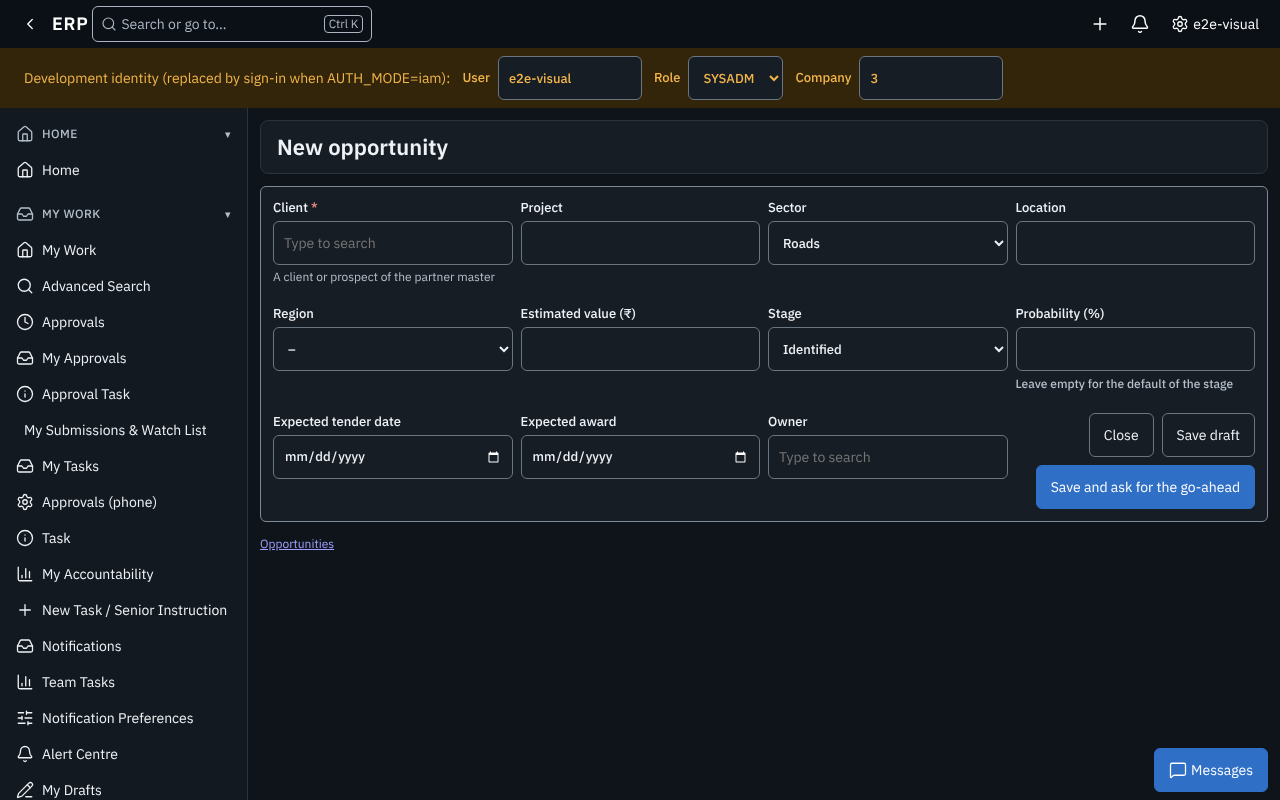 ERP
Search or go to...
Ctrl K
e2e-visual
Development identity (replaced by sign-in when AUTH_MODE=iam):
User
e2e-visual
Role
SYSADM
Company
3
HOME
Home
MY WORK
My Work
Advanced Search
Approvals
My Approvals
Approval Task
My Submissions & Watch List
My Tasks
Approvals (phone)
Task
My Accountability
New Task / Senior Instruction
Notifications
Team Tasks
Notification Preferences
Alert Centre
My Drafts
New opportunity
Client *
Project
Sector
Location
Type to search
Roads
A client or prospect of the partner master
Region
Estimated value (₹)
Stage
Probability (%)
–
Identified
Leave empty for the default of the stage
Expected tender date
Expected award
Owner
mm/dd/yyyy
mm/dd/yyyy
Type to search
Close
Save draft
Save and ask for the go-ahead
Opportunities
Messages